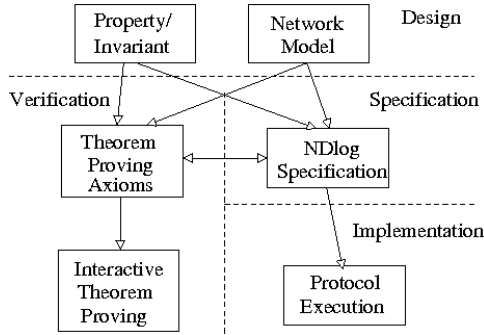 Property/
Invariant
Network
Model
Design
Verification
Specification
Theorem
Proving
Axioms
NDlog
Specification
Implementation
Interactive
Theorem
Proving
Protocol
Execution